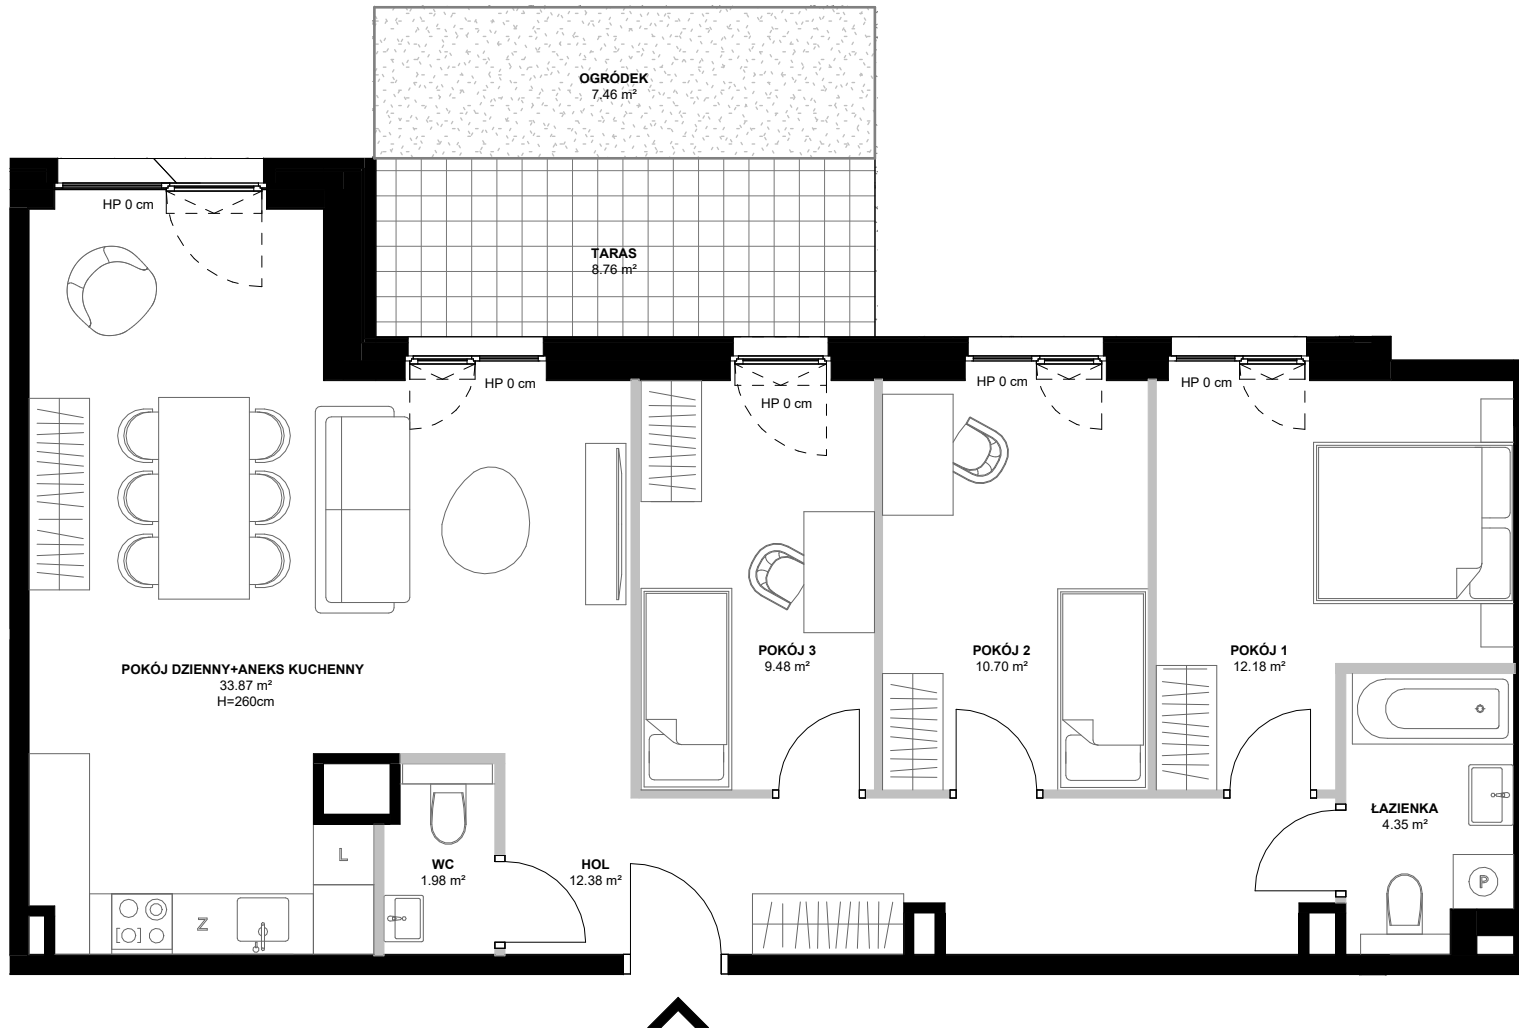 OGRÓDEK
7.46 m²
HP 0 cm
TARAS
8.76 m²
HP 0 cm
HP 0 cm
HP 0 cm
HP 0 cm
POKÓJ DZIENNY+ANEKS KUCHENNY
33.87 m²
H=260cm
POKÓJ 3
9.48 m²
POKÓJ 2
10.70 m²
POKÓJ 1
12.18 m²
ŁAZIENKA
4.35 m²
L
WC
1.98 m²
HOL
12.38 m²
P
Z